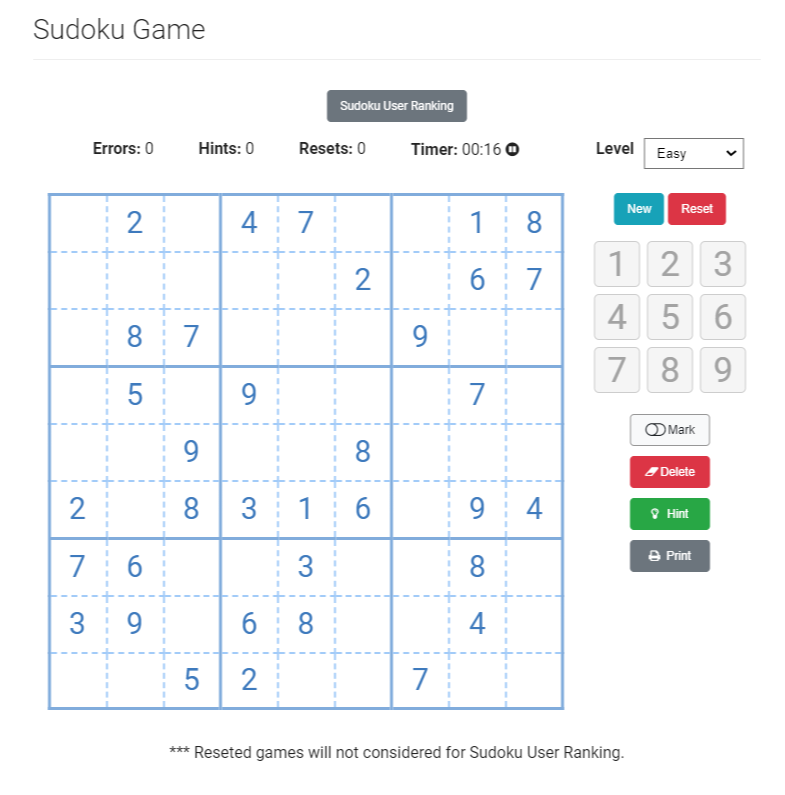 Sudoku Game
Sudoku User Ranking
Errors: 0 Hints: 0 Resets: 0 Timer: 00:16 Level Easy
New Reset
2 4 7 1 8
2 6 7
8 7 9
5 9 7
9 8
2 8 3 1 6 9 4
7 6 3 8
3 9 6 8 4
5 2 7
1 2 3
4 5 6
7 8 9
Mark
Delete
Hint
Print
*** Reseted games will not considered for Sudoku User Ranking.